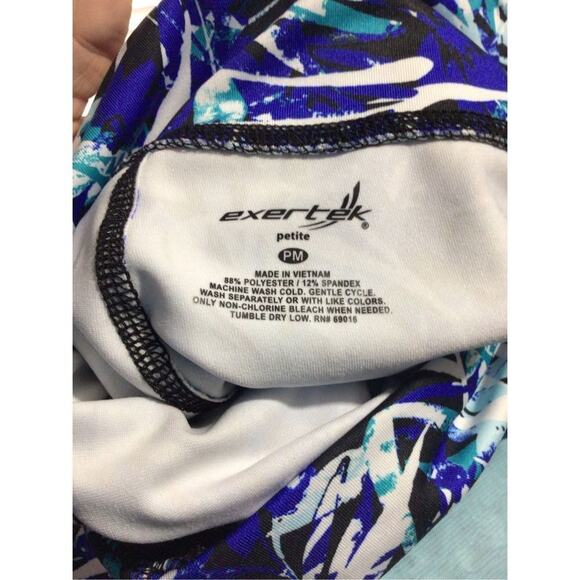 exertek®
petite
PM
MADE IN VIETNAM
88% POLYESTER / 12% SPANDEX
MACHINE WASH COLD. GENTLE CYCLE.
WASH SEPARATELY OR WITH LIKE COLORS.
ONLY NON-CHLORINE BLEACH WHEN NEEDED.
TUMBLE DRY LOW. RN# 69016